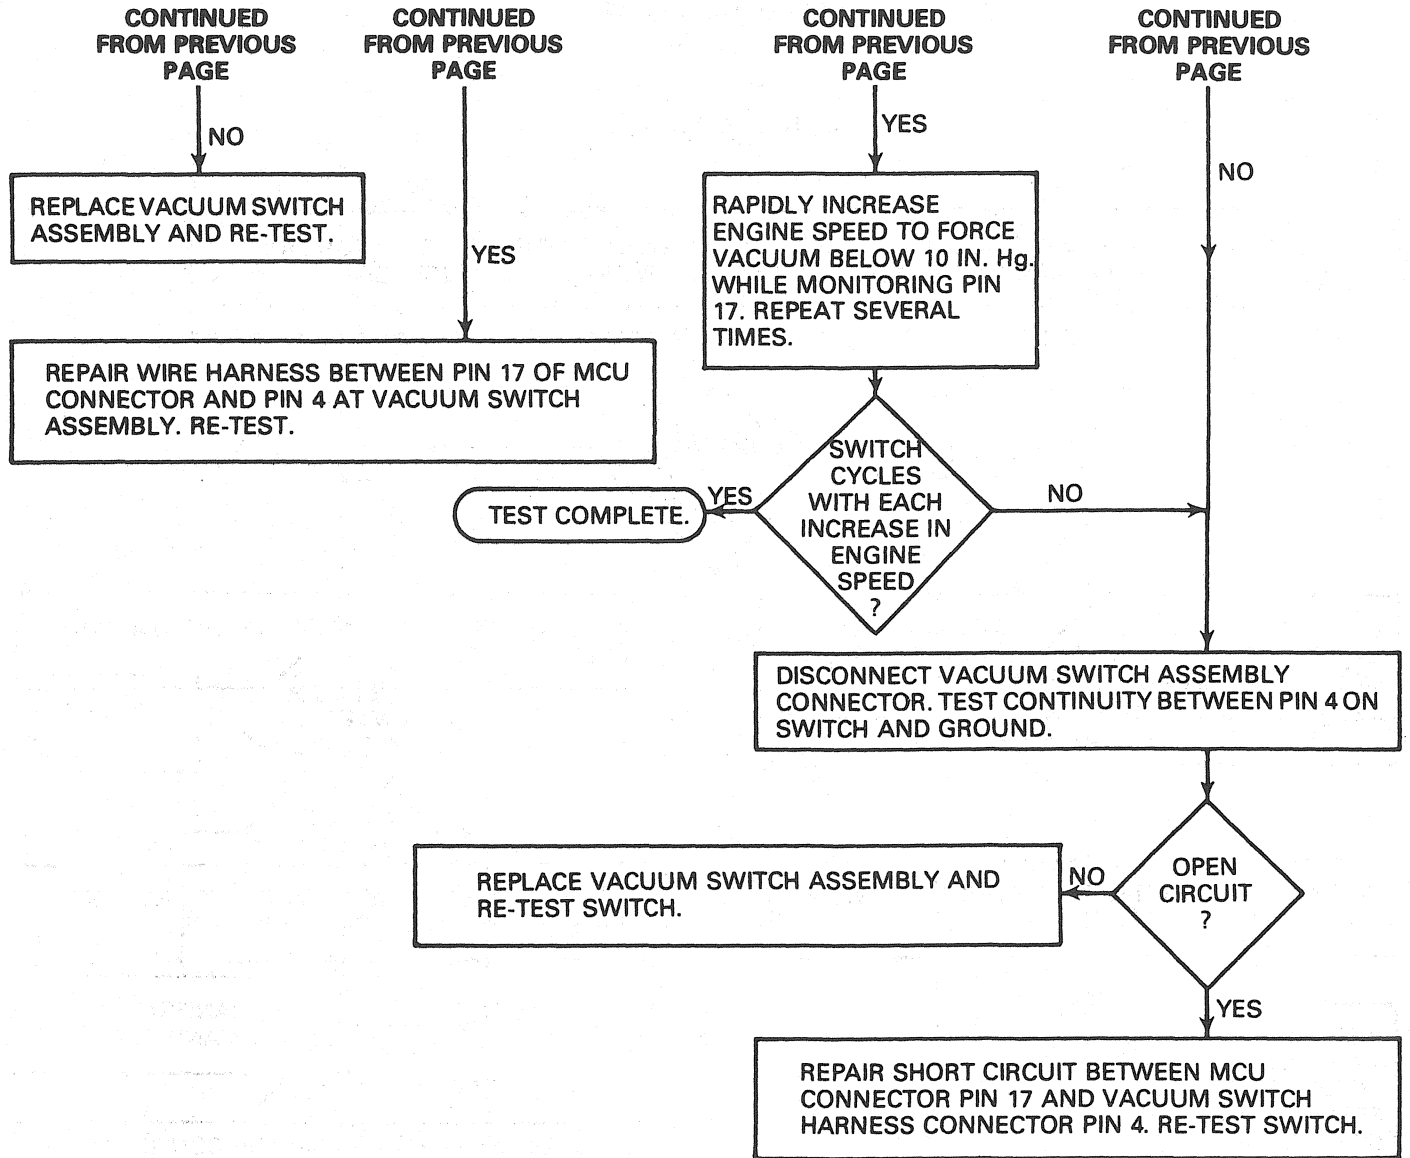 CONTINUED
FROM PREVIOUS
PAGE
CONTINUED
FROM PREVIOUS
PAGE
CONTINUED
FROM PREVIOUS
PAGE
CONTINUED
FROM PREVIOUS
PAGE
NO
YES
YES
NO
REPLACE VACUUM SWITCH
ASSEMBLY AND RE-TEST.
RAPIDLY INCREASE
ENGINE SPEED TO FORCE
VACUUM BELOW 10 IN. Hg.
WHILE MONITORING PIN
17. REPEAT SEVERAL
TIMES.
REPAIR WIRE HARNESS BETWEEN PIN 17 OF MCU
CONNECTOR AND PIN 4 AT VACUUM SWITCH
ASSEMBLY. RE-TEST.
SWITCH
CYCLES
WITH EACH
INCREASE IN
ENGINE
SPEED
?
YES
TEST COMPLETE.
NO
DISCONNECT VACUUM SWITCH ASSEMBLY
CONNECTOR. TEST CONTINUITY BETWEEN PIN 4 ON
SWITCH AND GROUND.
OPEN
CIRCUIT
?
NO
REPLACE VACUUM SWITCH ASSEMBLY AND
RE-TEST SWITCH.
YES
REPAIR SHORT CIRCUIT BETWEEN MCU
CONNECTOR PIN 17 AND VACUUM SWITCH
HARNESS CONNECTOR PIN 4. RE-TEST SWITCH.